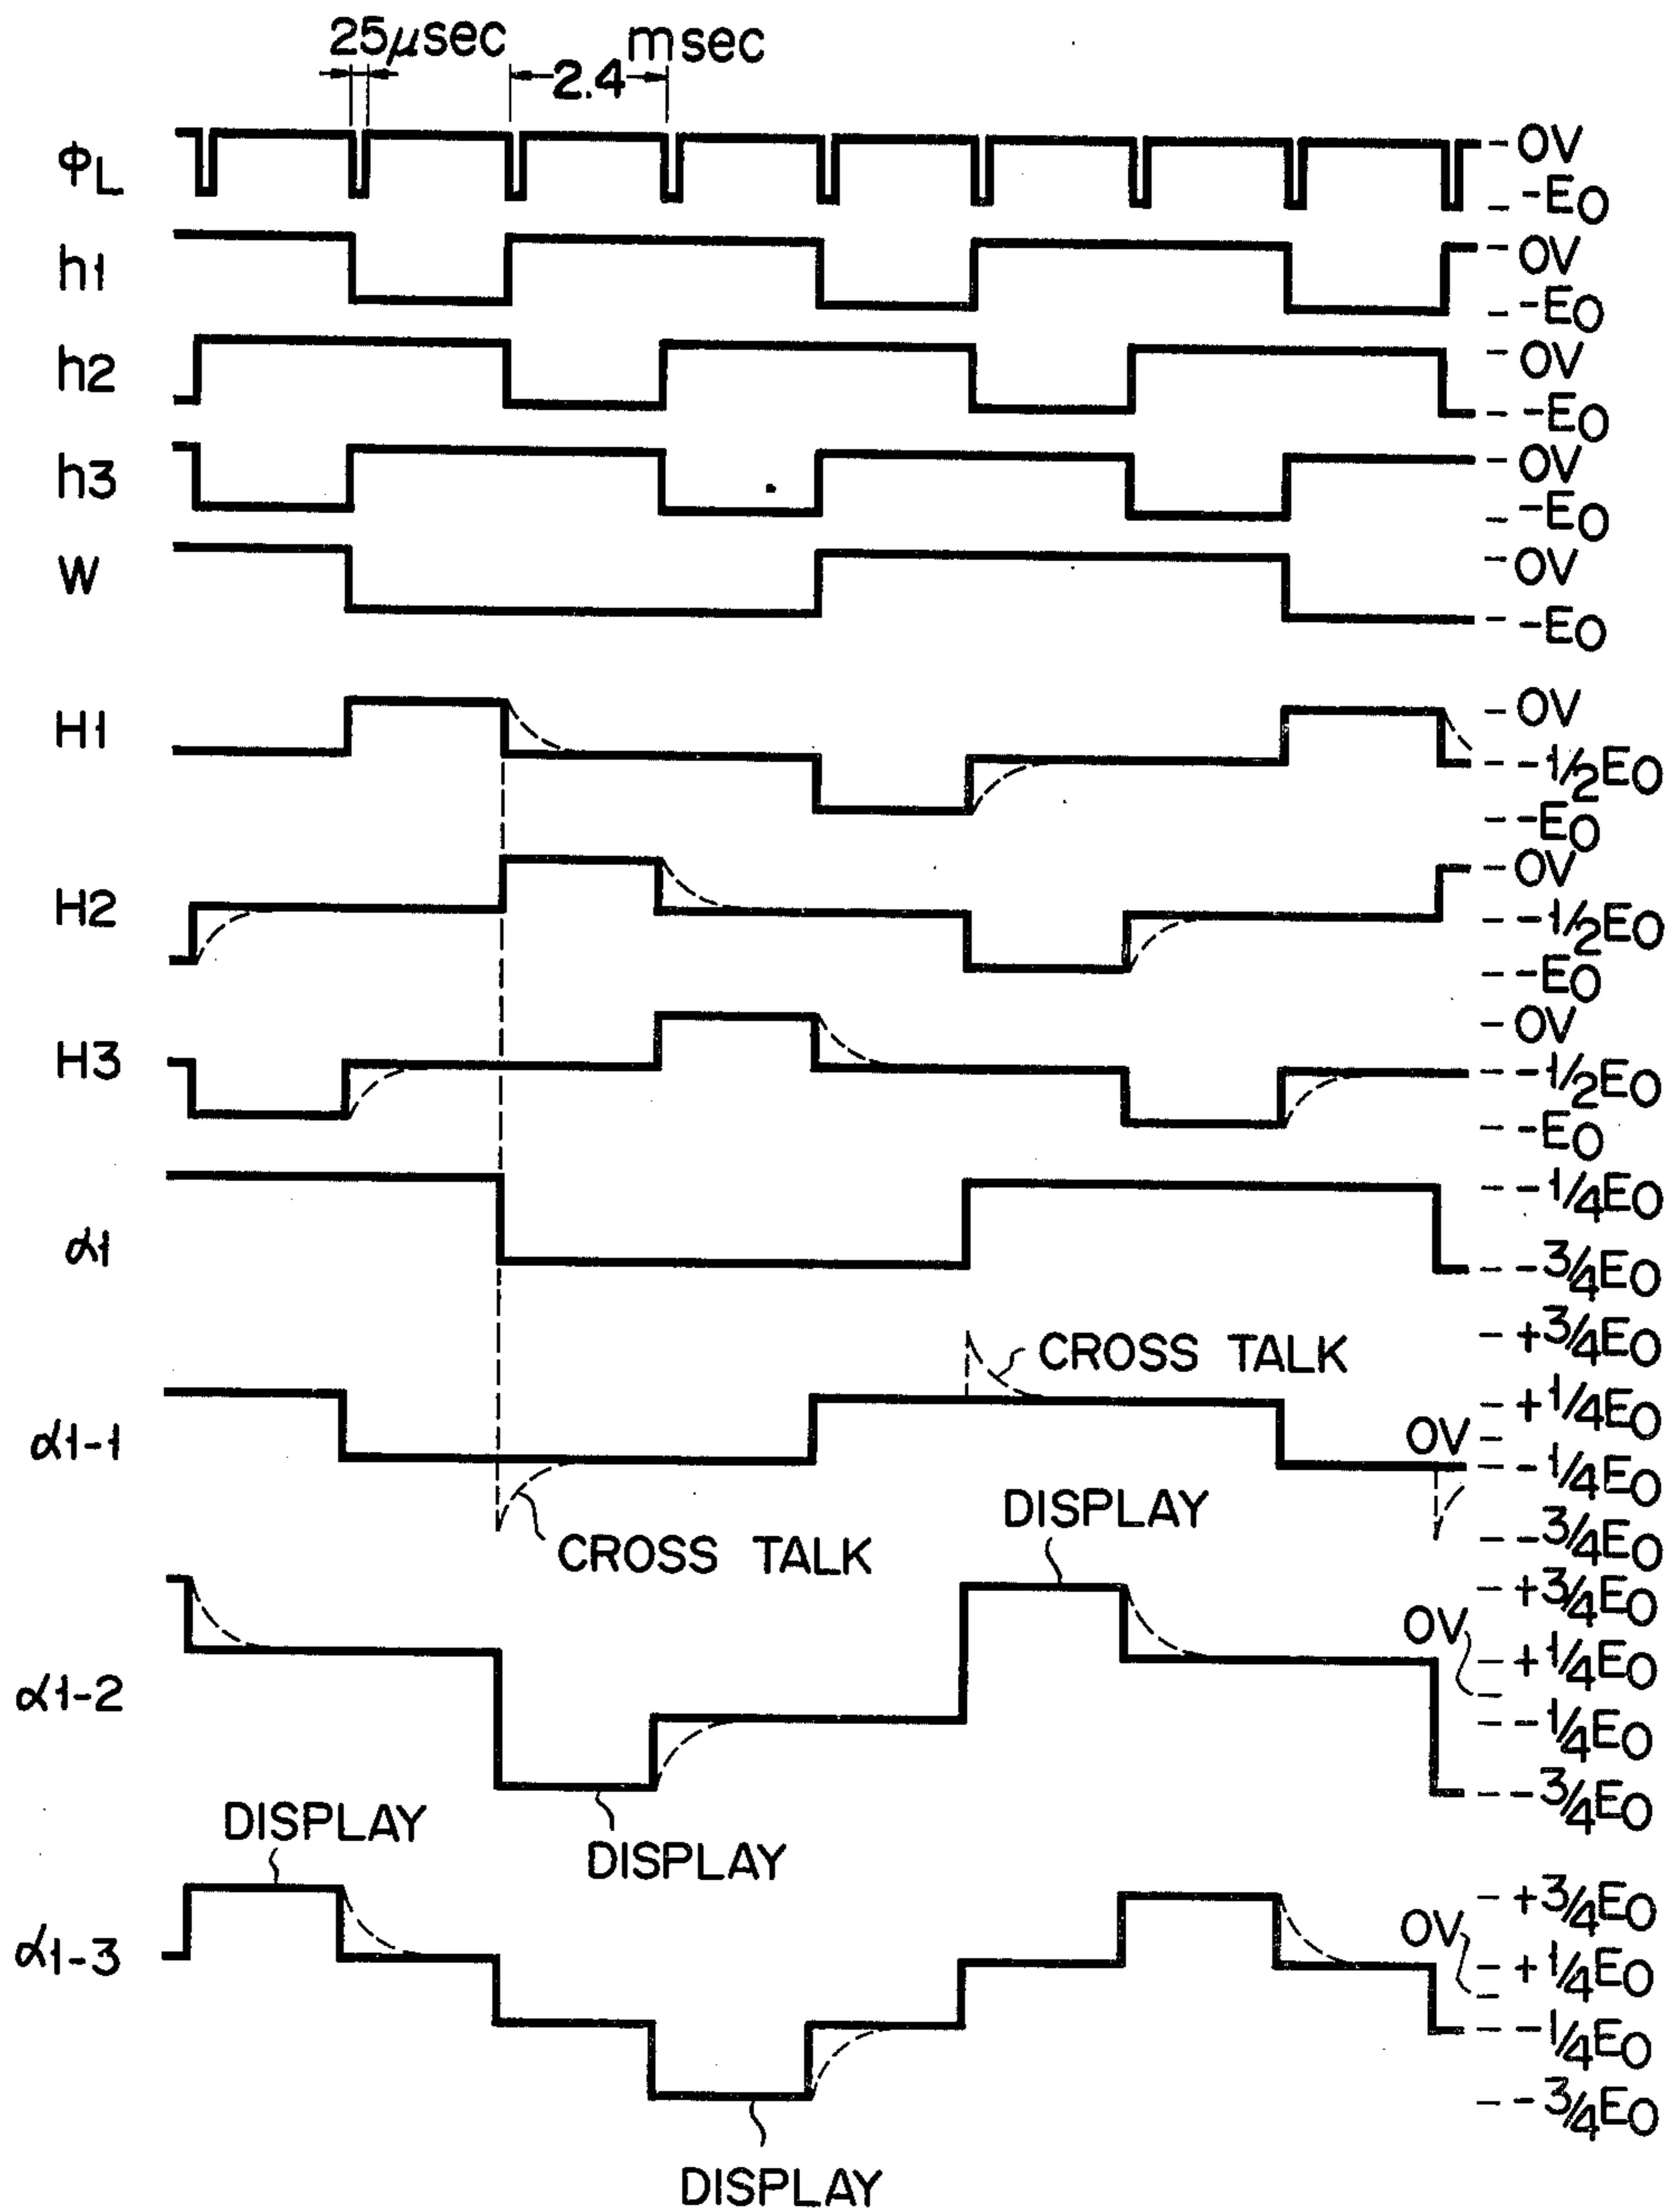 25μsec
2.4 msec
ΦL
- 0V
- -E0
h1
- 0V
- -E0
h2
- 0V
- -E0
h3
- 0V
- -E0
W
- 0V
- -E0
H1
- 0V
- -1/2E0
- -E0
H2
- 0V
- -1/2E0
- -E0
H3
- 0V
- -1/2E0
- -E0
α1
- -1/4E0
- -3/4E0
α1-1
CROSS TALK
CROSS TALK
- +3/4E0
- +1/4E0
0V -
- -1/4E0
- -3/4E0
α1-2
DISPLAY
DISPLAY
- +3/4E0
0V
- +1/4E0
- -1/4E0
- -3/4E0
α1-3
DISPLAY
DISPLAY
- +3/4E0
0V
- +1/4E0
- -1/4E0
- -3/4E0